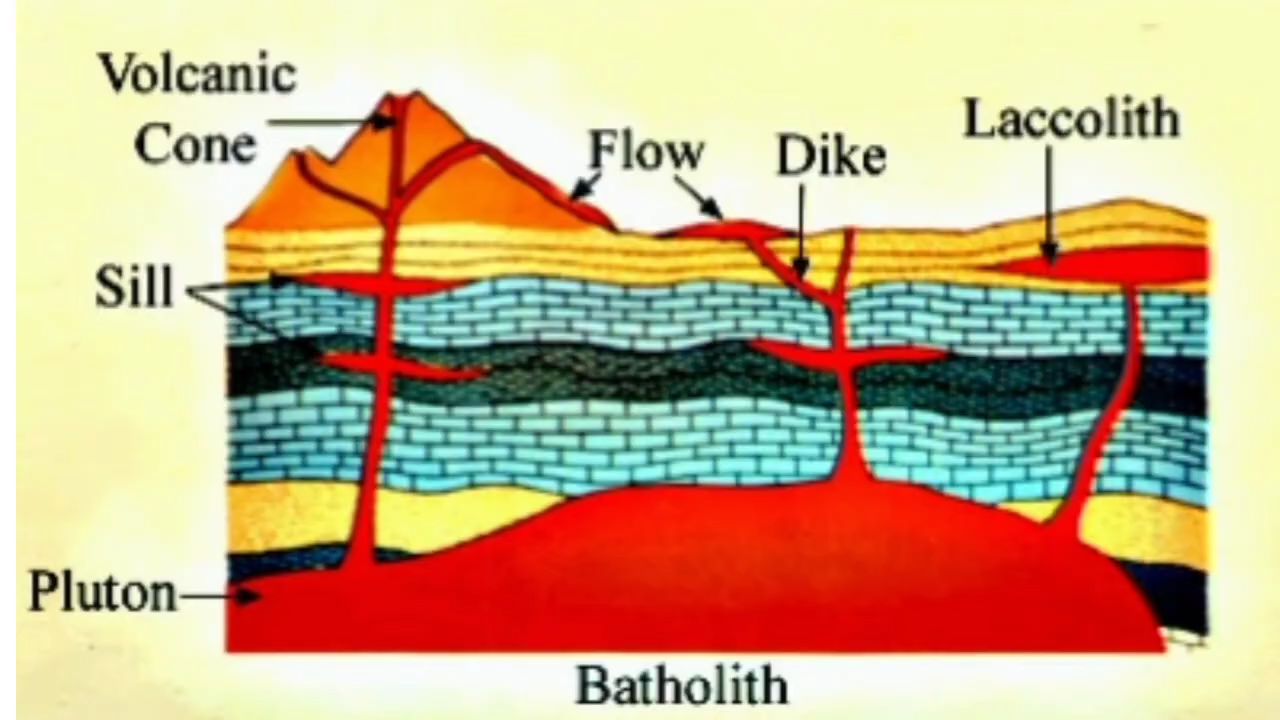 Volcanic
Cone
Flow
Dike
Laccolith
Sill
Pluton
Batholith